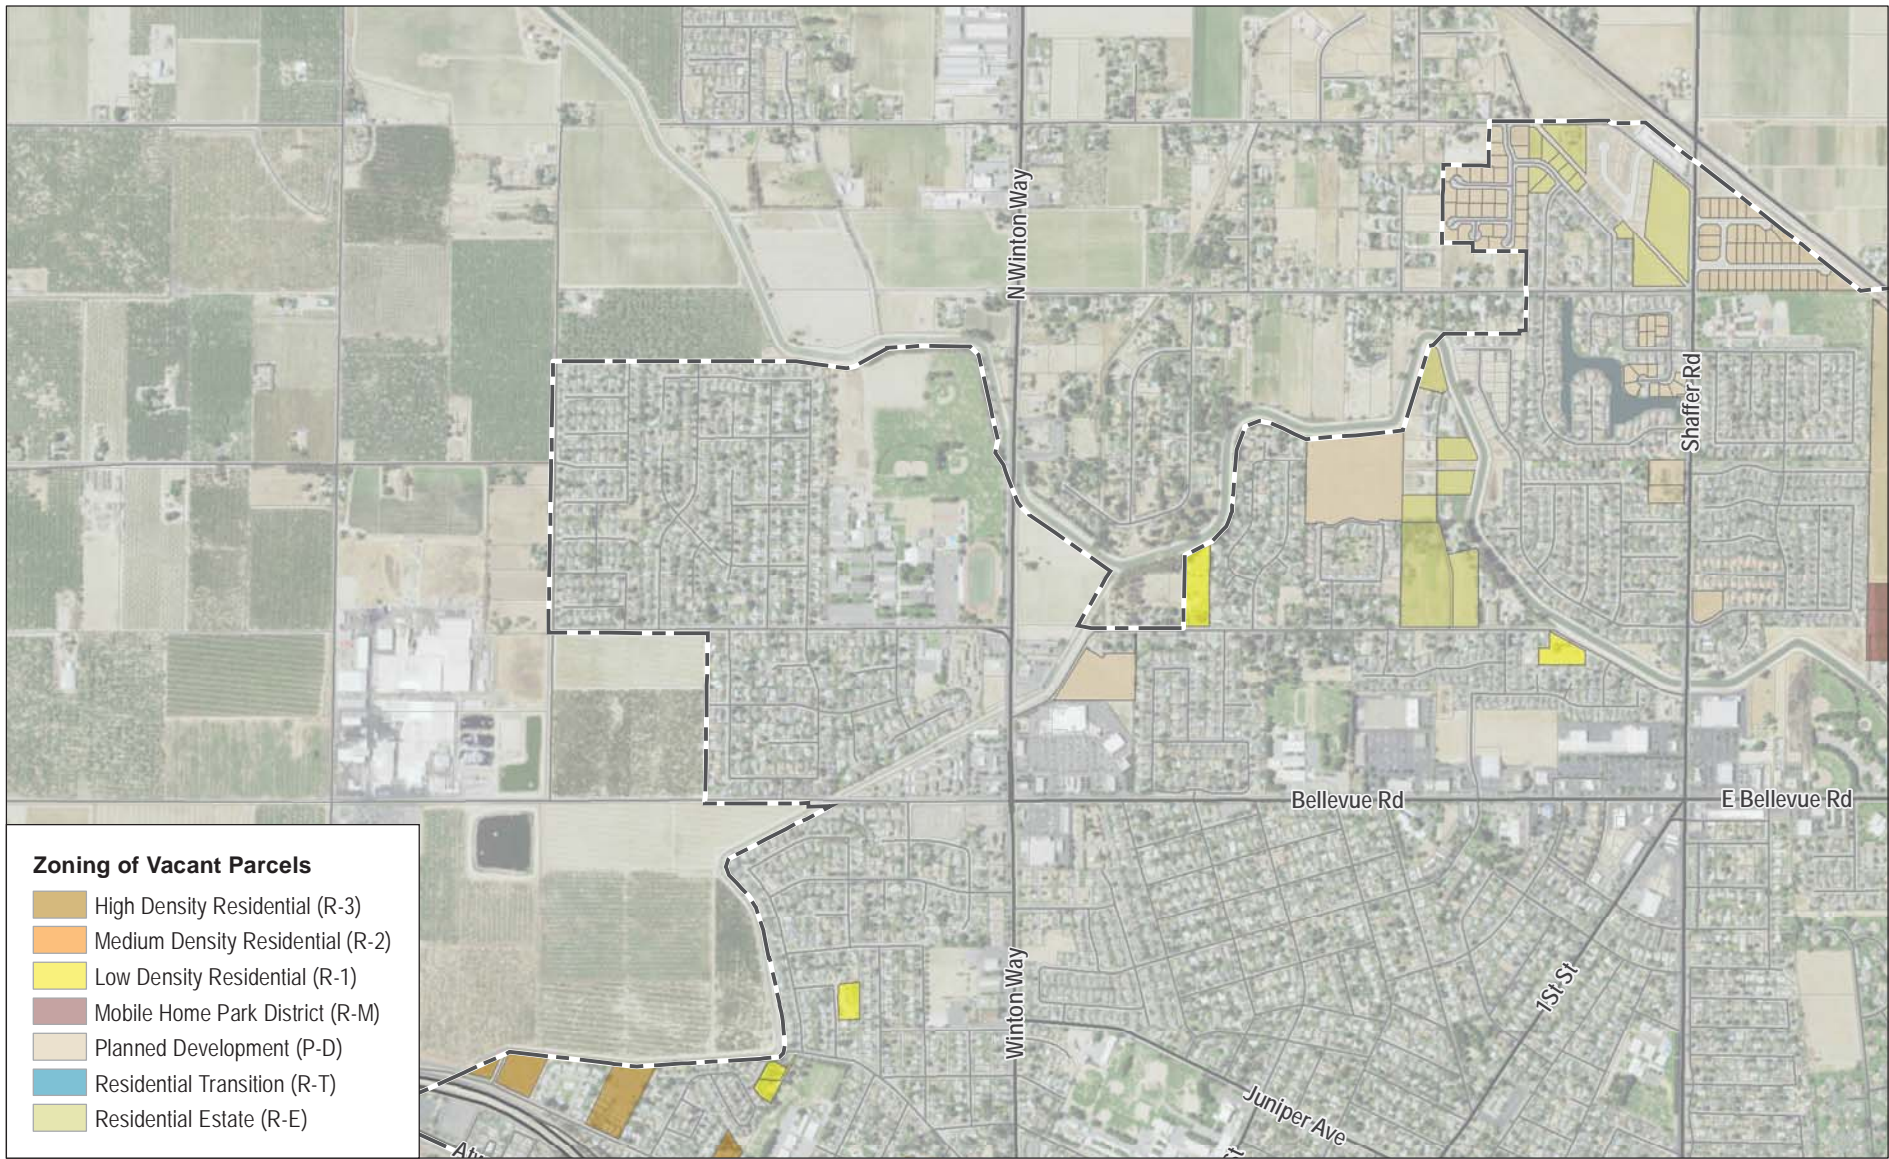 N Winton Way
Shaffer Rd
Bellevue Rd
E Bellevue Rd
Zoning of Vacant Parcels
High Density Residential (R-3)
Medium Density Residential (R-2)
Low Density Residential (R-1)
Mobile Home Park District (R-M)
Planned Development (P-D)
Residential Transition (R-T)
Residential Estate (R-E)
Winton Way
1St St
Juniper Ave
St